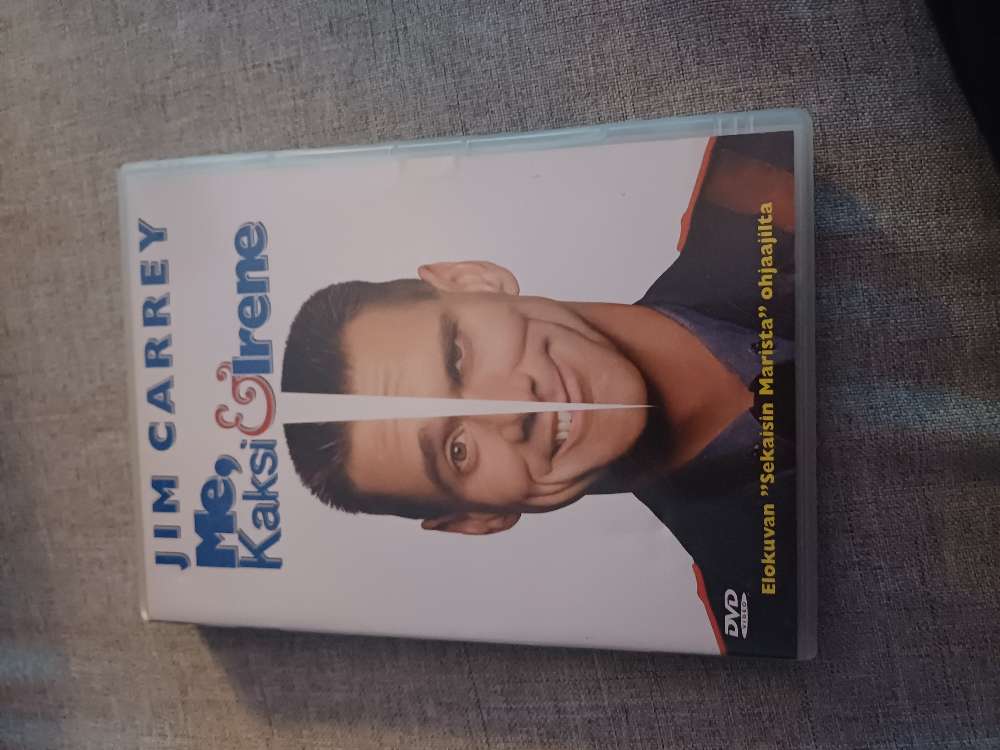 JIM CARREY
Me,
Kaksi & Irene
DVD
VIDEO
Elokuvan ”Sekaisin Marista” ohjaajilta